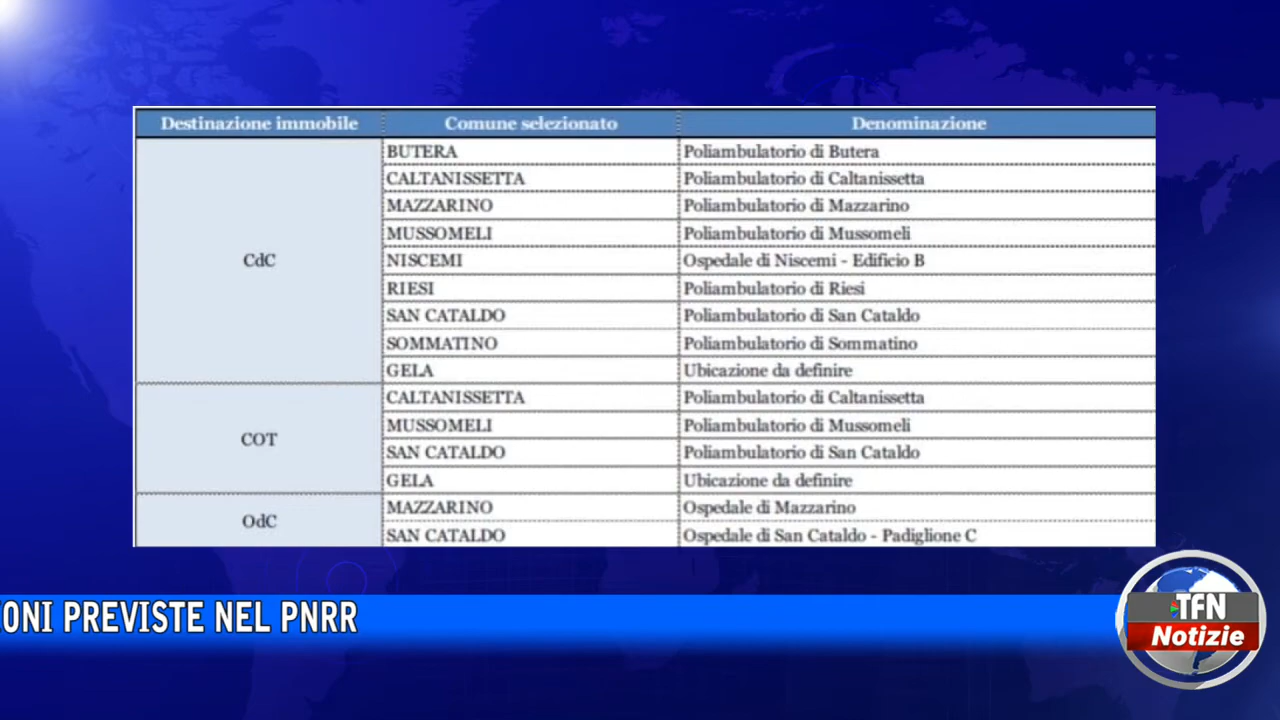 Destinazione immobile Comune selezionato Denominazione
BUTERA Poliambulatorio di Butera
CALTANISSETTA Poliambulatorio di Caltanissetta
MAZZARINO Poliambulatorio di Mazzarino
MUSSOMELI Poliambulatorio di Mussomeli
CdC NISCEMI Ospedale di Niscemi - Edificio B
RIESI Poliambulatorio di Riesi
SAN CATALDO Poliambulatorio di San Cataldo
SOMMATINO Poliambulatorio di Sommatino
GELA Ubicazione da definire
CALTANISSETTA Poliambulatorio di Caltanissetta
MUSSOMELI Poliambulatorio di Mussomeli
COT
SAN CATALDO Poliambulatorio di San Cataldo
GELA Ubicazione da definire
MAZZARINO Ospedale di Mazzarino
OdC
SAN CATALDO Ospedale di San Cataldo - Padiglione C
IONI PREVISTE NEL PNRR
TFN
Notizie